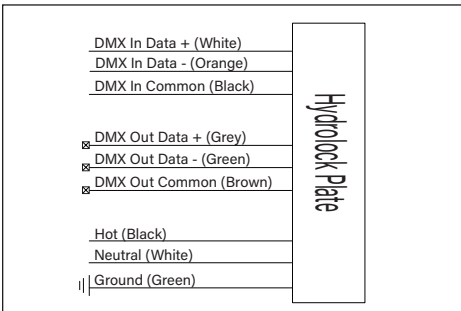 DMX In Data + (White)
DMX In Data - (Orange)
DMX In Common (Black)
DMX Out Data + (Grey)
DMX Out Data - (Green)
DMX Out Common (Brown)
Hot (Black)
Neutral (White)
Ground (Green)
Hydrolock Plate